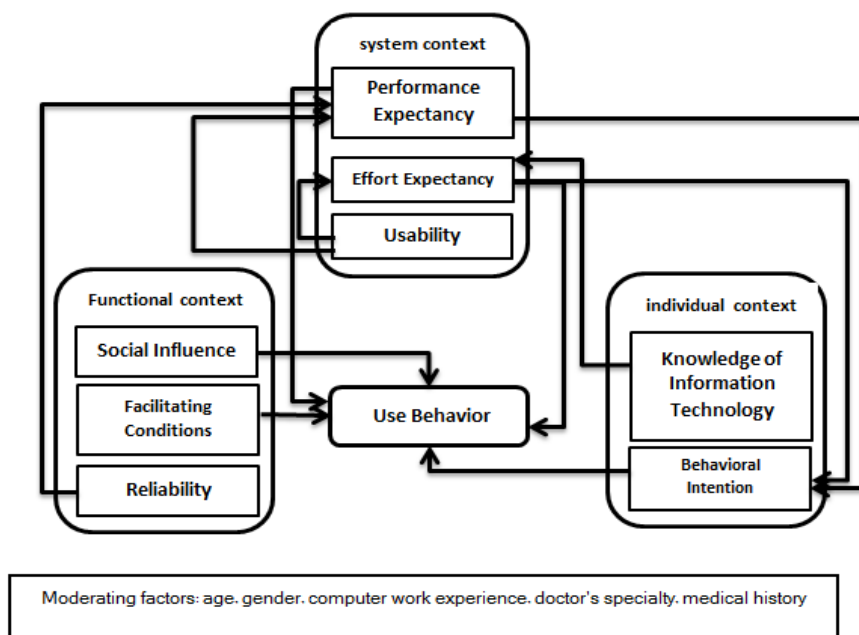 system context
Performance
Expectancy
Effort Expectancy
Usability
Functional context
Social Influence
Facilitating
Conditions
Reliability
Use Behavior
individual context
Knowledge of
Information
Technology
Behavioral
Intention
Moderating factors: age. gender. computer work experience. doctor's specialty. medical history